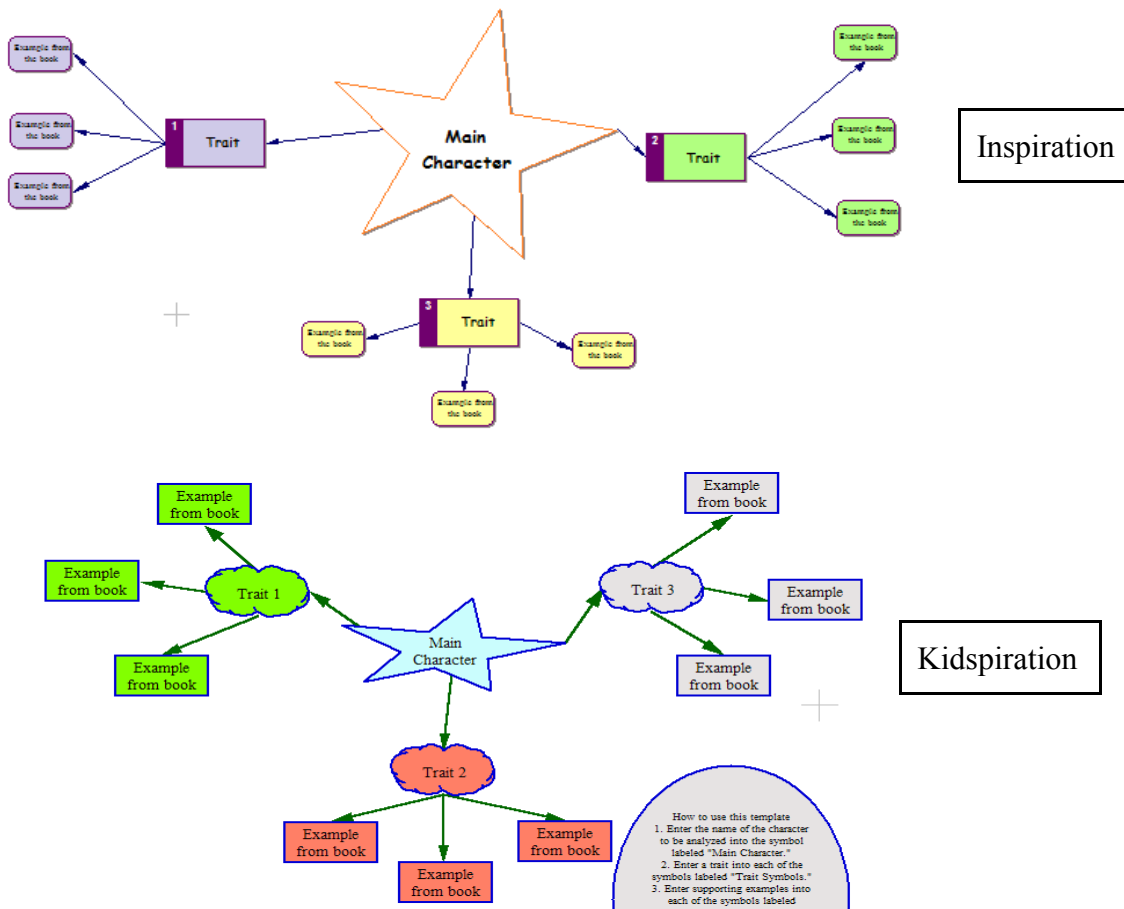 Example from
the book
Example from
the book
Example from
the book
1
Trait
Main
Character
2
Trait
Example from
the book
Example from
the book
Example from
the book
Inspiration
3
Trait
Example from
the book
Example from
the book
Example from
the book
Example
from book
Example
from book
Example
from book
Trait 1
Main
Character
Trait 3
Example
from book
Example
from book
Example
from book
Kidspiration
Trait 2
Example
from book
Example
from book
Example
from book
How to use this template
1. Enter the name of the character
to be analyzed into the symbol
labeled "Main Character."
2. Enter a trait into each of the
symbols labeled "Trait Symbols."
3. Enter supporting examples into
each of the symbols labeled